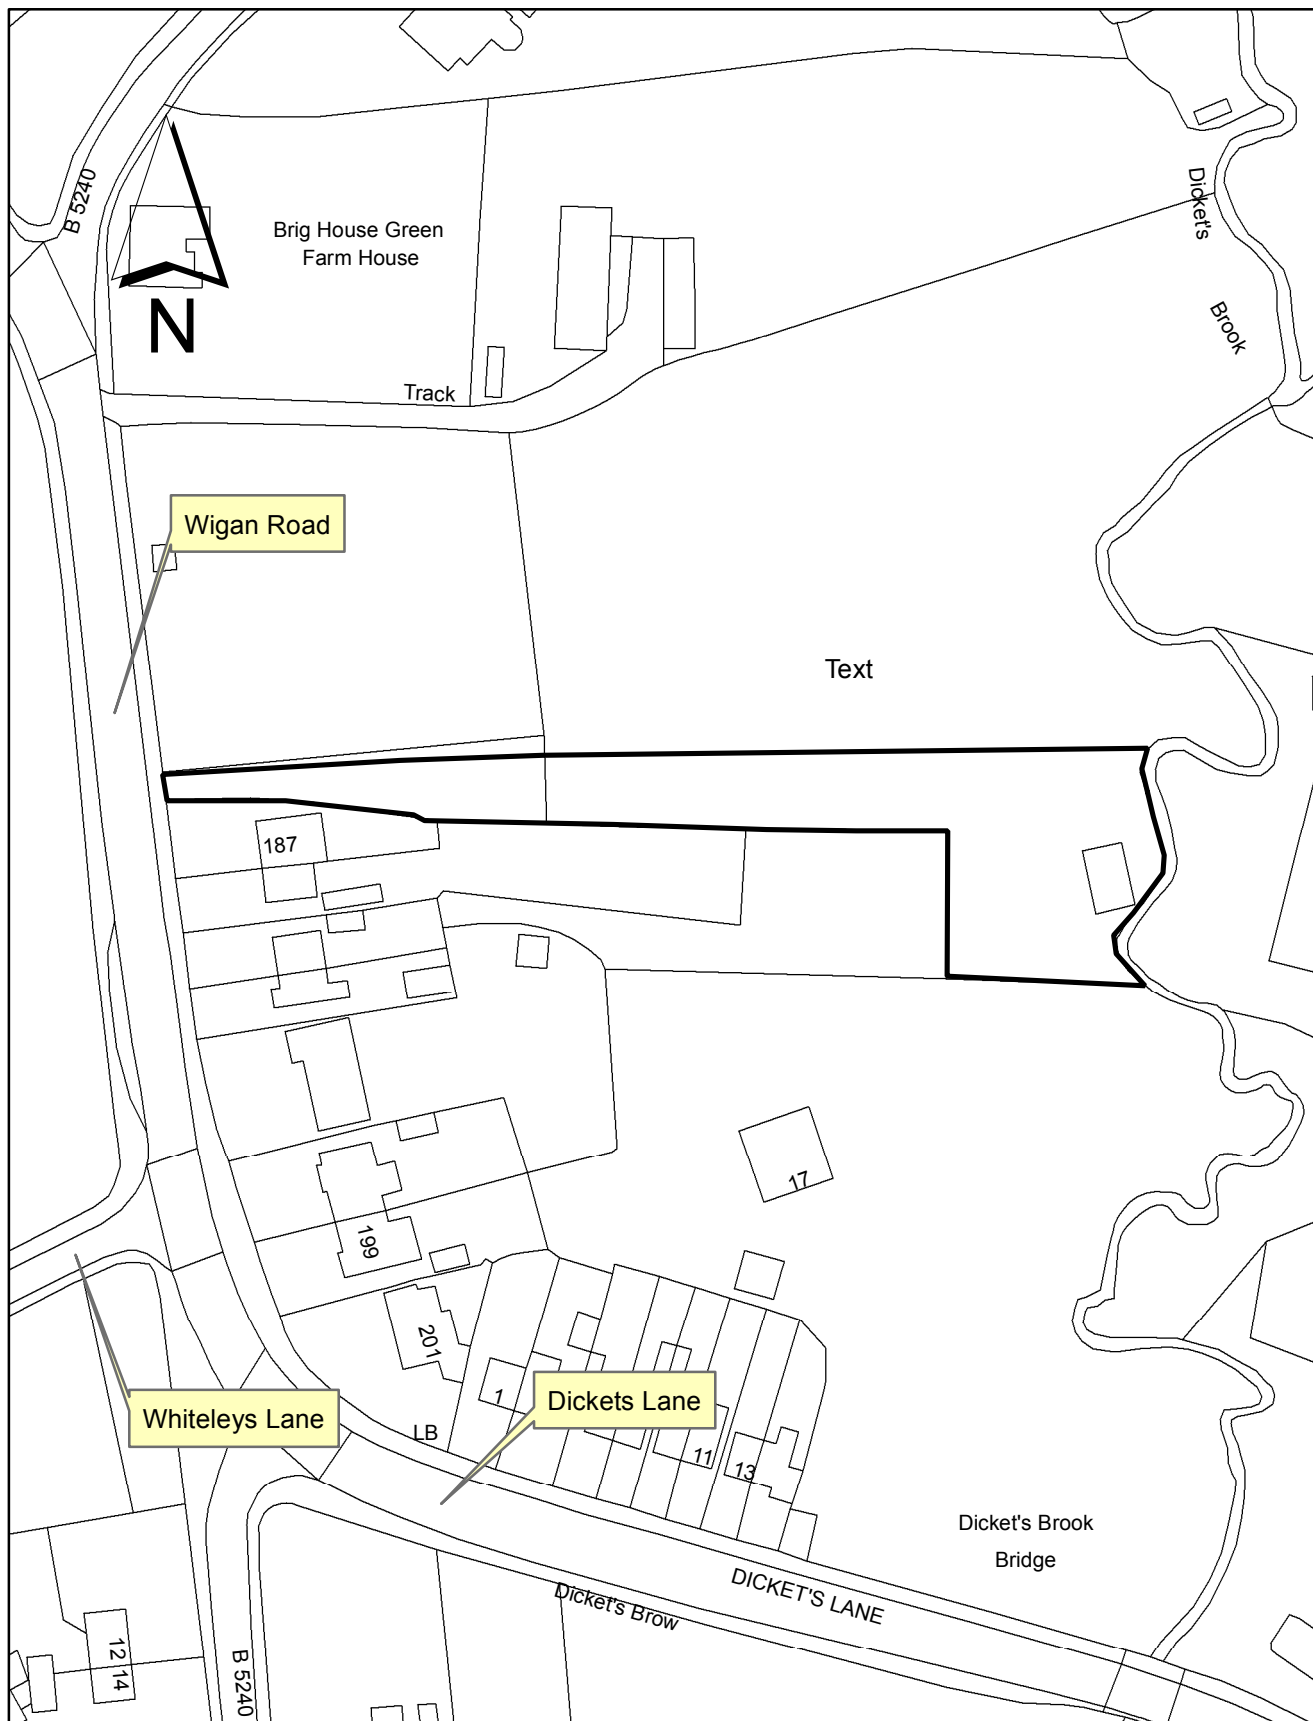 B 5240
Brig House Green
Farm House
Dicket's
Brook
N
Track
Wigan Road
Text
187
17
199
201
1
Whiteleys Lane
Dickets Lane
LB
11
13
Dicket's Brook
Bridge
DICKET'S LANE
Dicket's Brow
12 14
B 5240